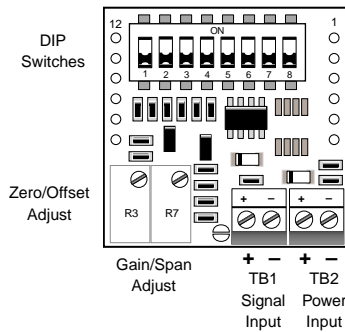 12
1
DIP
Switches
ON
1 2 3 4 5 6 7 8
Zero/Offset
Adjust
R3
R7
+ − + −
Gain/Span
Adjust
+ − + −
TB1
Signal
Input
TB2
Power
Input